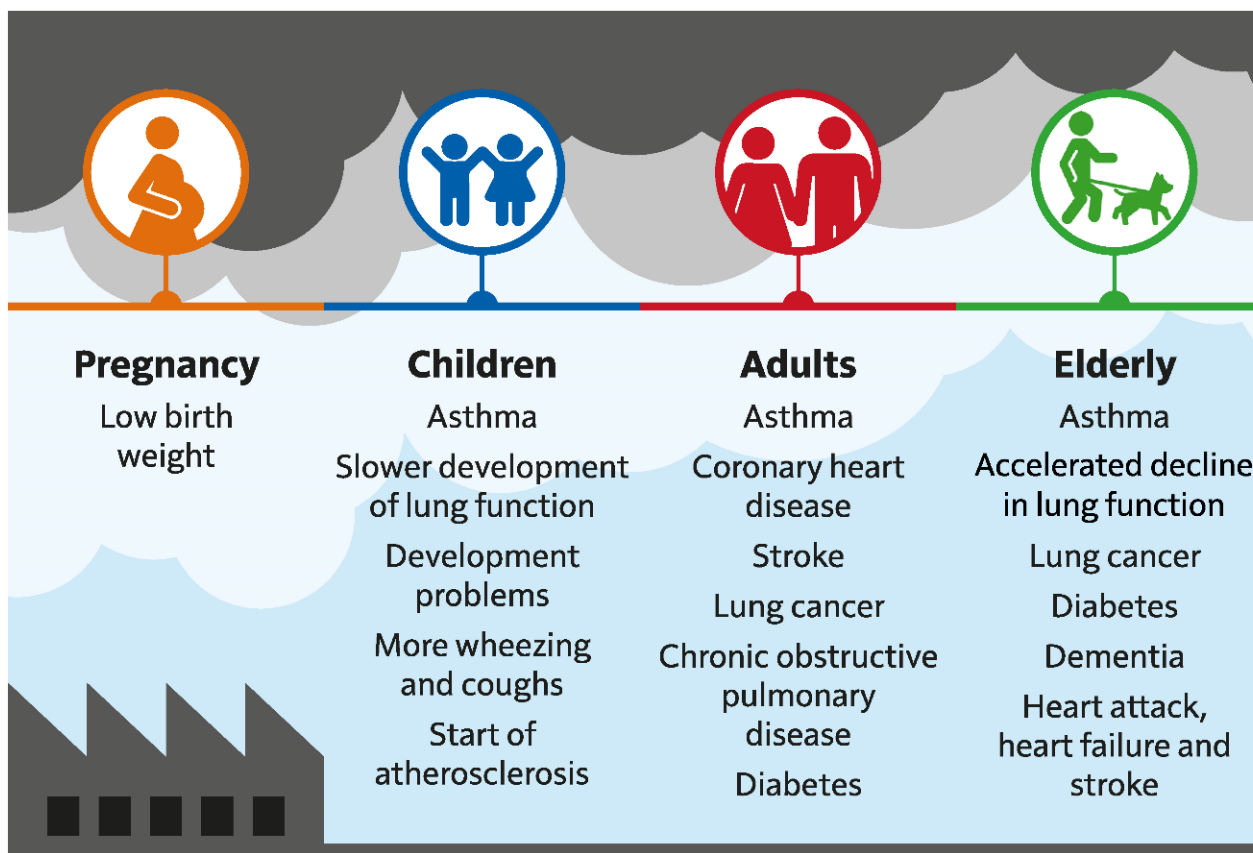 Pregnancy
Low birth
weight
Children
Asthma
Slower development
of lung function
Development
problems
More wheezing
and coughs
Start of
atherosclerosis
Adults
Asthma
Coronary heart
disease
Stroke
Lung cancer
Chronic obstructive
pulmonary
disease
Diabetes
Elderly
Asthma
Accelerated decline
in lung function
Lung cancer
Diabetes
Dementia
Heart attack,
heart failure and
stroke